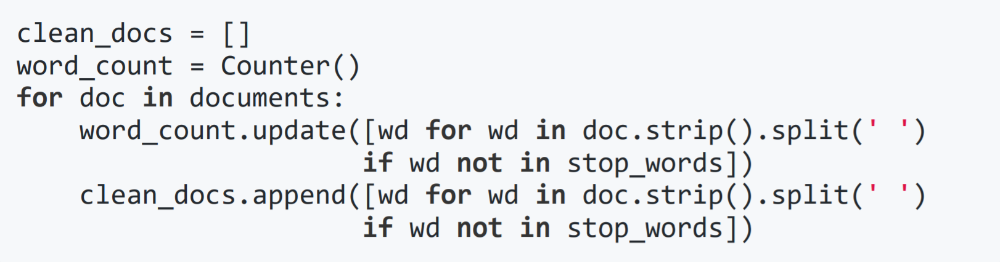 clean_docs = []
word_count = Counter()
for doc in documents:
    word_count.update([wd for wd in doc.strip().split(' ')
                      if wd not in stop_words])
    clean_docs.append([wd for wd in doc.strip().split(' ')
                      if wd not in stop_words])